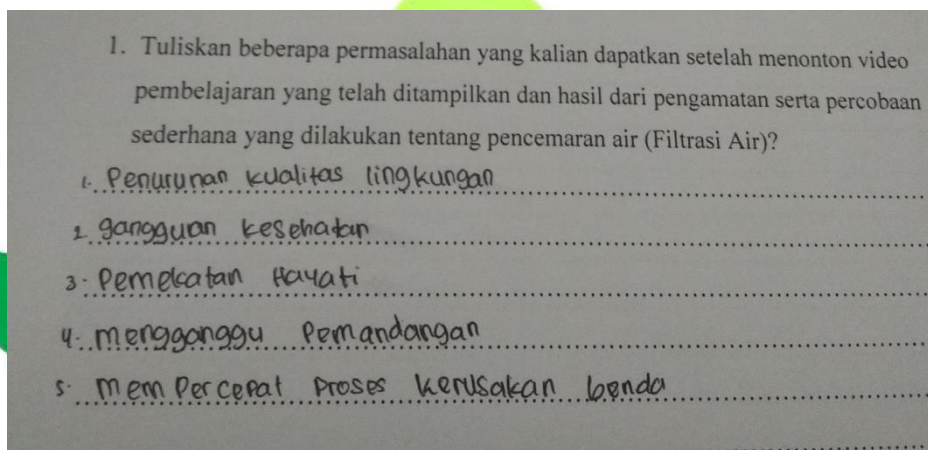 1. Tuliskan beberapa permasalahan yang kalian dapatkan setelah menonton video
pembelajaran yang telah ditampilkan dan hasil dari pengamatan serta percobaan
sederhana yang dilakukan tentang pencemaran air (Filtrasi Air)?
1. Penurunan kualitas lingkungan
2. gangguan kesehatan
3. Pemekatan Hayati
4. mengganggu Pemandangan
5. mem Percepat Proses kerusakan benda